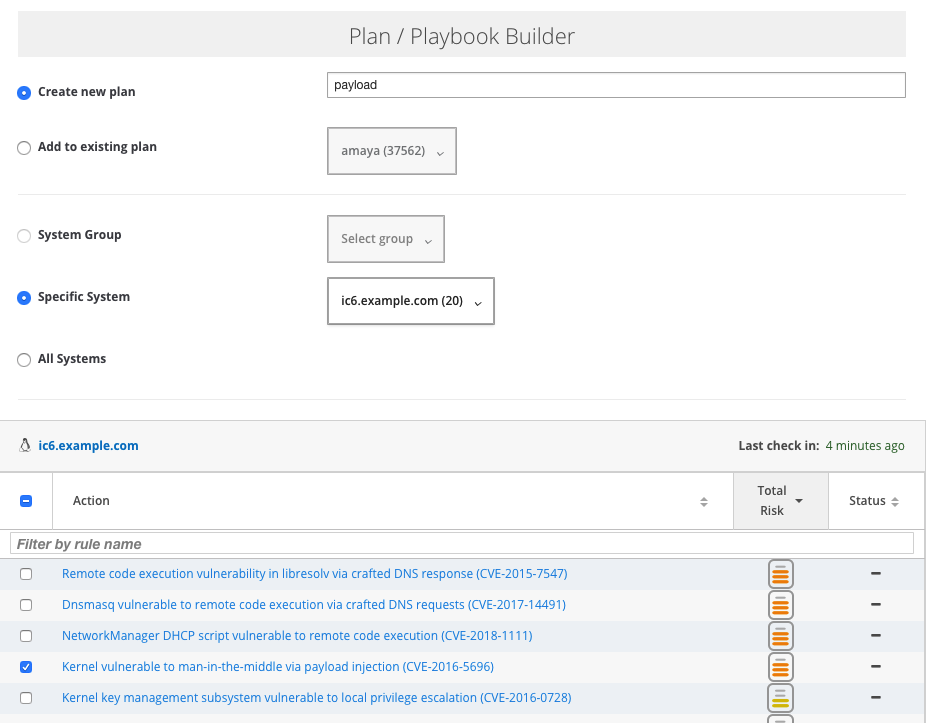 Plan / Playbook Builder
Create new plan
payload
Add to existing plan
amaya (37562)
System Group
Select group
Specific System
ic6.example.com (20)
All Systems
ic6.example.com
Last check in: 4 minutes ago
Action
Total
Risk
Status
Filter by rule name
Remote code execution vulnerability in libresolv via crafted DNS response (CVE-2015-7547)
Dnsmasq vulnerable to remote code execution via crafted DNS requests (CVE-2017-14491)
NetworkManager DHCP script vulnerable to remote code execution (CVE-2018-1111)
Kernel vulnerable to man-in-the-middle via payload injection (CVE-2016-5696)
Kernel key management subsystem vulnerable to local privilege escalation (CVE-2016-0728)